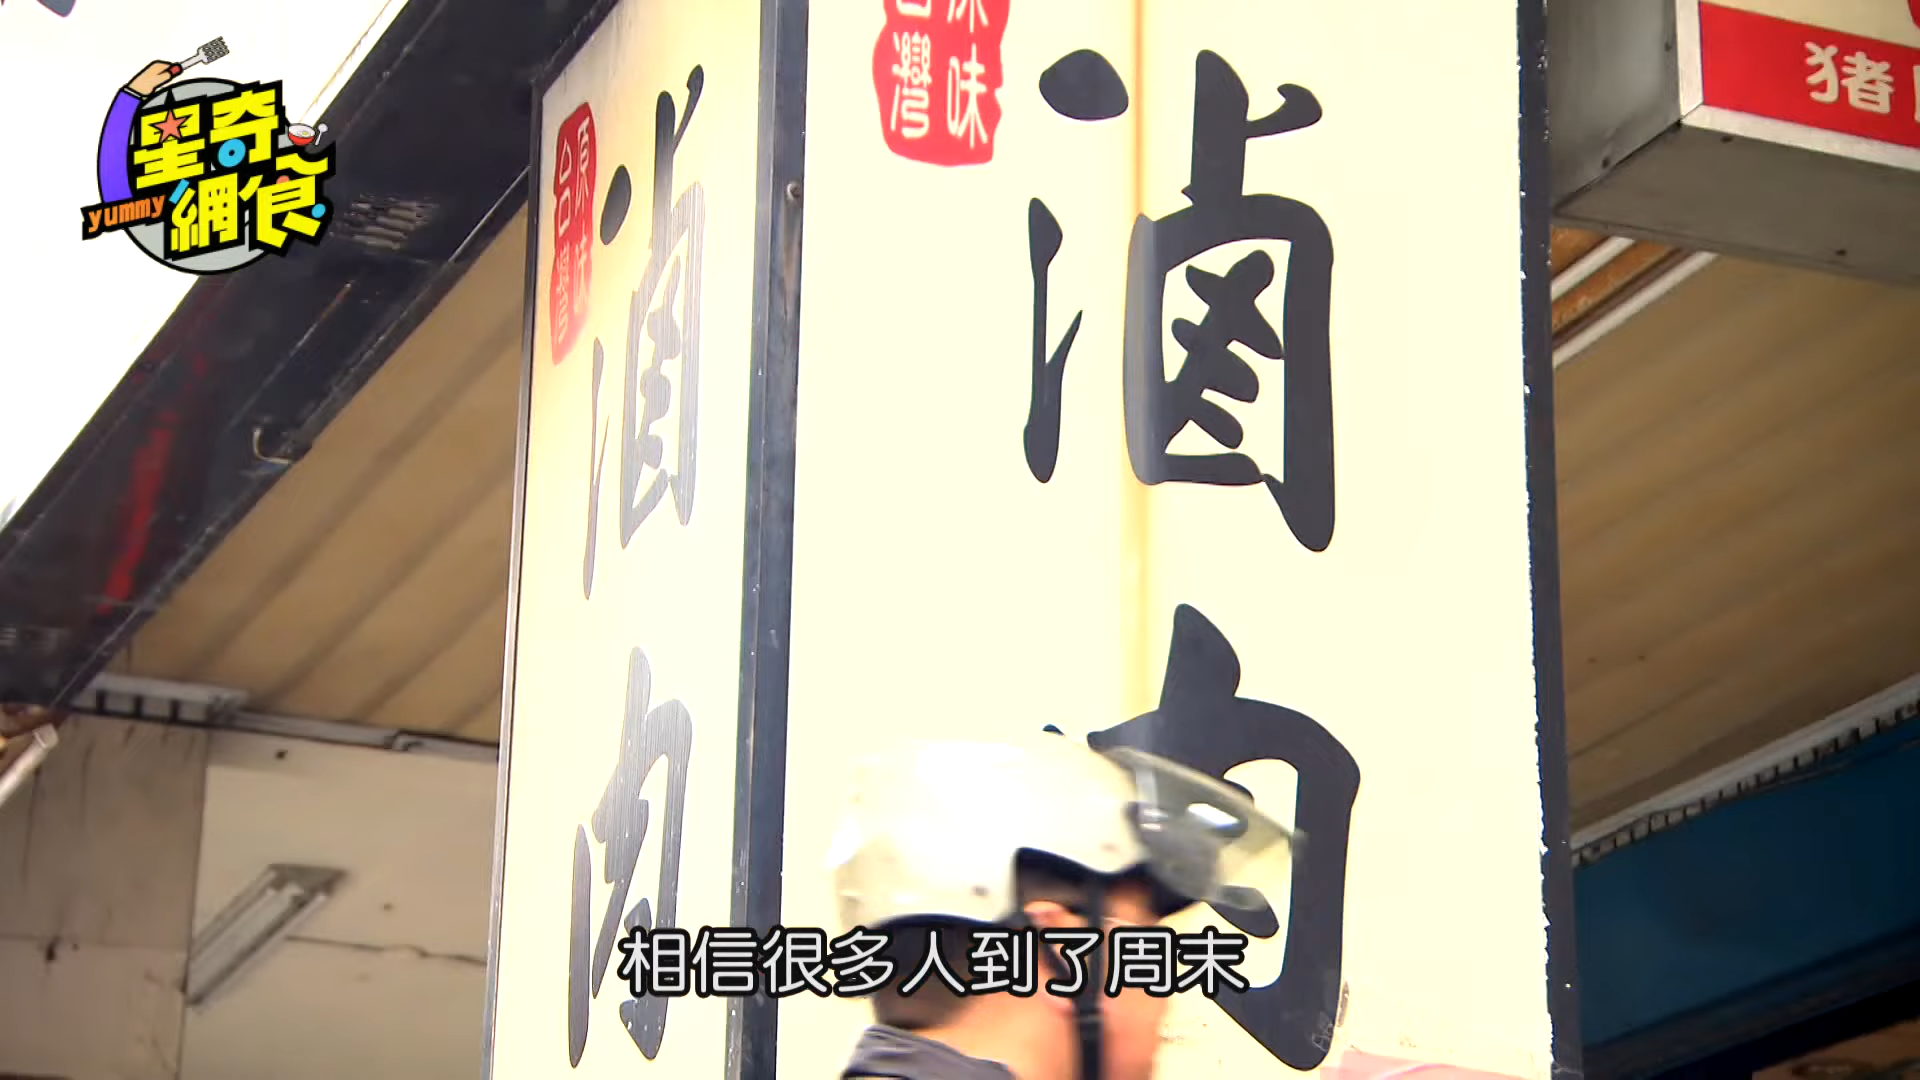 星奇
yummy 網食
台灣
原味
滷肉
台灣
原味
滷肉
猪
相信很多人到了周末